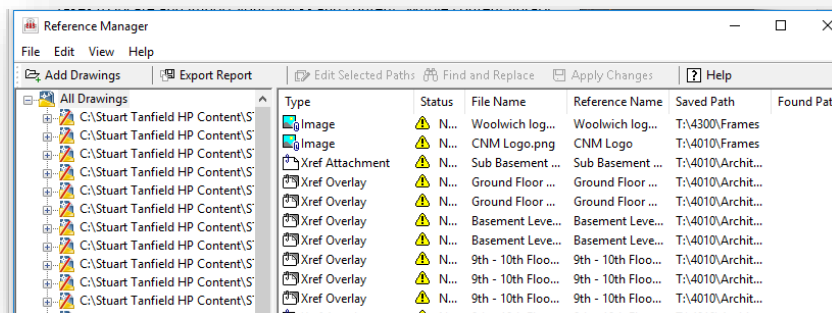 Reference Manager
File Edit View Help
Add Drawings Export Report Edit Selected Paths Find and Replace Apply Changes Help
All Drawings
C:\Stuart Tanfield HP Content\S
C:\Stuart Tanfield HP Content\S
C:\Stuart Tanfield HP Content\S
C:\Stuart Tanfield HP Content\S
C:\Stuart Tanfield HP Content\S
C:\Stuart Tanfield HP Content\S
C:\Stuart Tanfield HP Content\S
C:\Stuart Tanfield HP Content\S
C:\Stuart Tanfield HP Content\S
C:\Stuart Tanfield HP Content\S
C:\Stuart Tanfield HP Content\S
Type Status File Name Reference Name Saved Path Found Pat
Image N... Woolwich log... Woolwich log... T:\4300\Frames
Image N... CNM Logo.png CNM Logo T:\4010\Frames
Xref Attachment N... Sub Basement ... Sub Basement ... T:\4010\Archit...
Xref Overlay N... Ground Floor ... Ground Floor ... T:\4010\Archit...
Xref Overlay N... Ground Floor ... Ground Floor ... T:\4010\Archit...
Xref Overlay N... Basement Leve... Basement Leve... T:\4010\Archit...
Xref Overlay N... Basement Leve... Basement Leve... T:\4010\Archit...
Xref Overlay N... 9th - 10th Floo... 9th - 10th Floo... T:\4010\Archit...
Xref Overlay N... 9th - 10th Floo... 9th - 10th Floo... T:\4010\Archit...
Xref Overlay N... 9th - 10th Floo... 9th - 10th Floo... T:\4010\Archit...